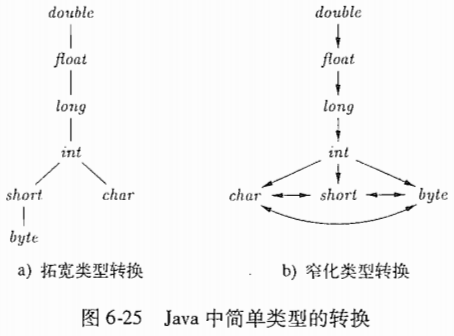 double double
float float
long long
int int
short char char short byte
byte
a) 拓宽类型转换 b) 窄化类型转换
图 6-25 Java 中简单类型的转换